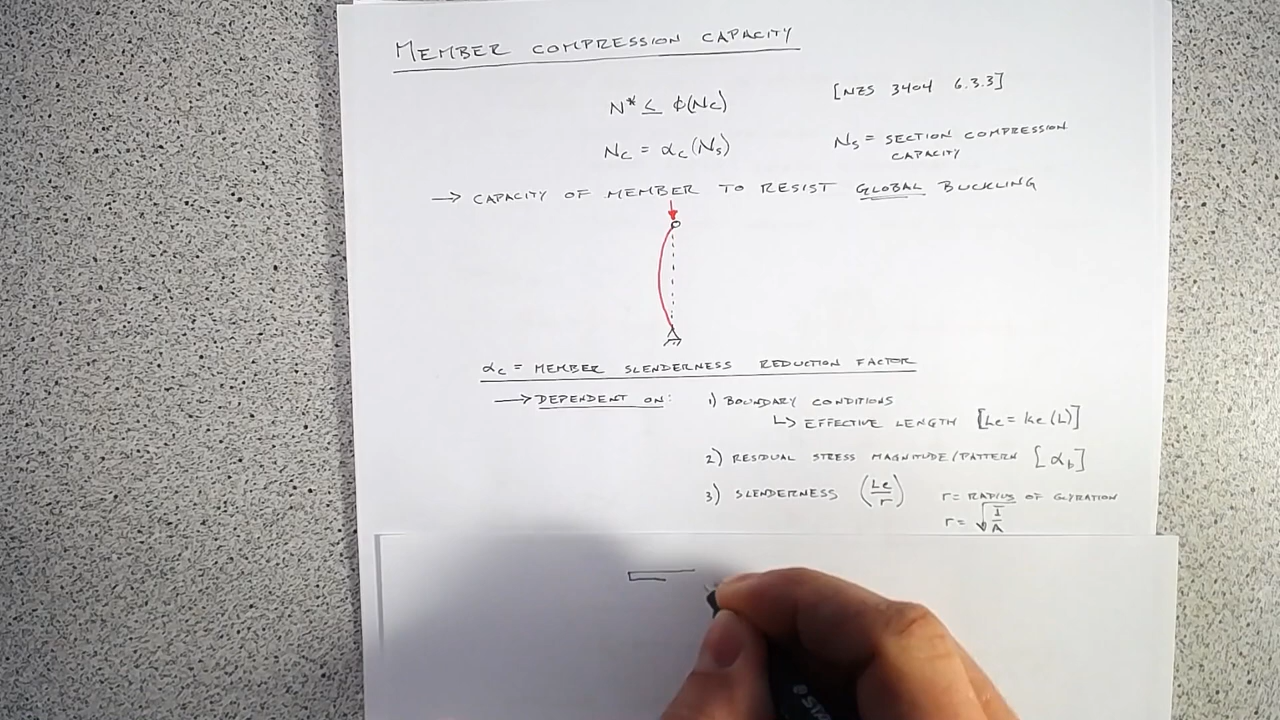 MEMBER COMPRESSION CAPACITY
N* ≤ φ(Nc) [NZS 3404 6.3.3]
Nc = αc(Ns) Ns = SECTION COMPRESSION CAPACITY
→ CAPACITY OF MEMBER TO RESIST GLOBAL BUCKLING
αc = MEMBER SLENDERNESS REDUCTION FACTOR
→ DEPENDENT ON: 1) BOUNDARY CONDITIONS
↳ EFFECTIVE LENGTH [Le = ke(L)]
2) RESIDUAL STRESS MAGNITUDE/PATTERN [αb]
3) SLENDERNESS (Le/r) r = RADIUS OF GYRATION
r = √(I/A)